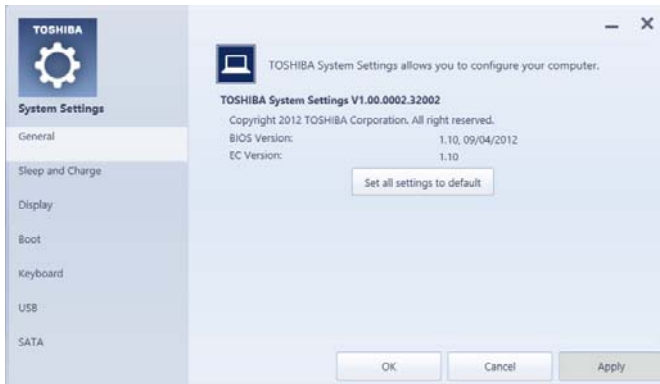 TOSHIBA
System Settings
General
Sleep and Charge
Display
Boot
Keyboard
USB
SATA
TOSHIBA System Settings allows you to configure your computer.
TOSHIBA System Settings V1.00.0002.32002
Copyright 2012 TOSHIBA Corporation. All right reserved.
BIOS Version: 1.10, 09/04/2012
EC Version: 1.10
Set all settings to default
OK Cancel Apply